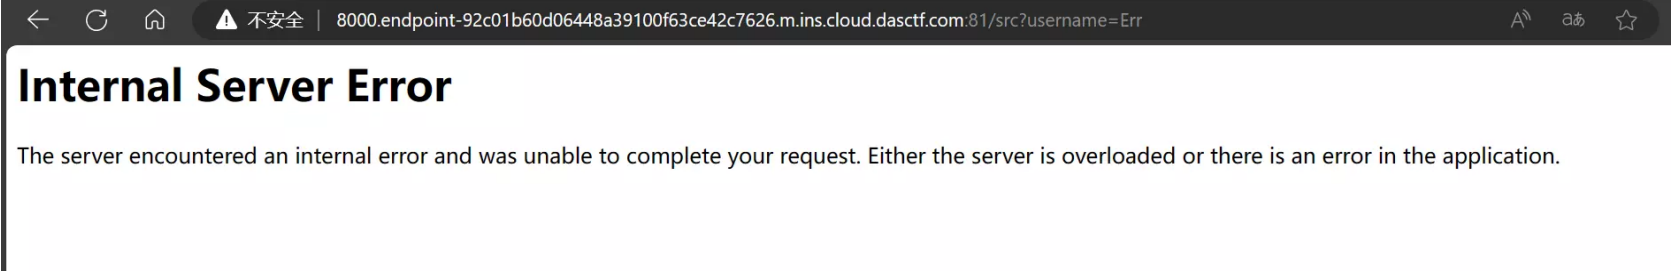 不安全 | 8000.endpoint-92c01b60d06448a39100f63ce42c7626.m.ins.cloud.dasctf.com:81/src?username=Err A aあ
Internal Server Error
The server encountered an internal error and was unable to complete your request. Either the server is overloaded or there is an error in the application.